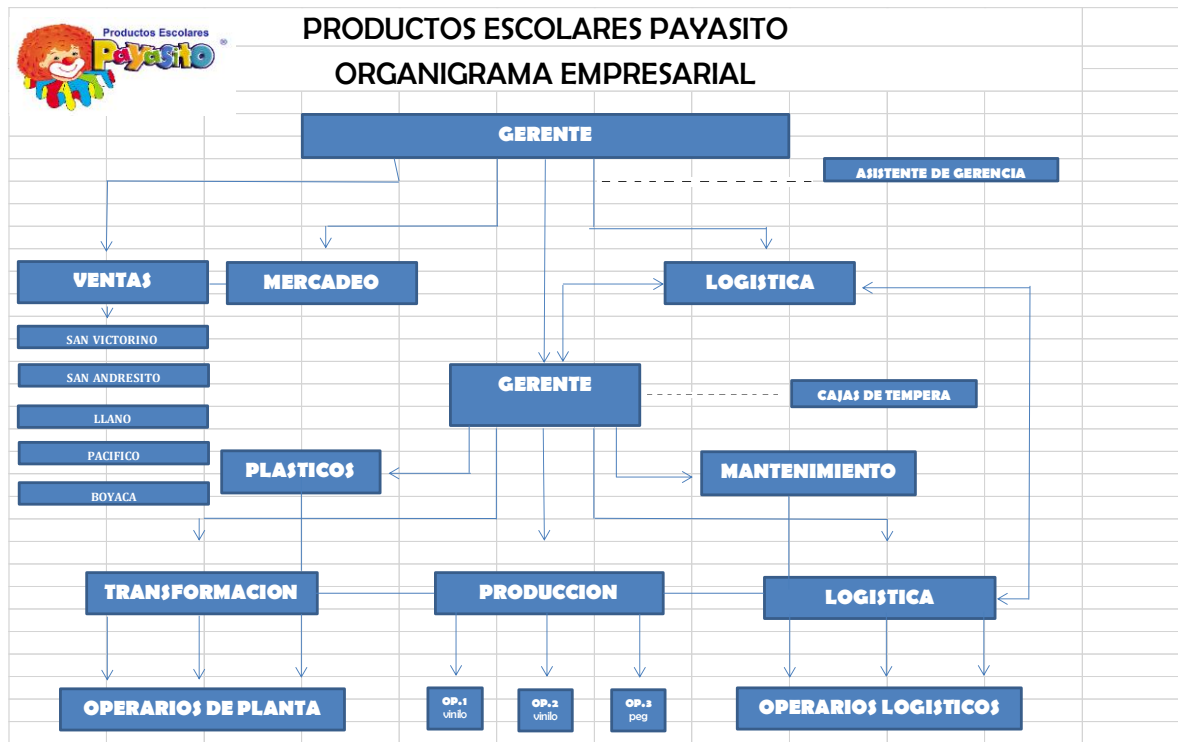 Productos Escolares
Payasito ®
PRODUCTOS ESCOLARES PAYASITO
ORGANIGRAMA EMPRESARIAL
GERENTE
ASISTENTE DE GERENCIA
VENTAS
MERCADEO
LOGISTICA
SAN VICTORINO
SAN ANDRESITO
LLANO
PACIFICO
BOYACA
GERENTE
CAJAS DE TEMPERA
PLASTICOS
MANTENIMIENTO
TRANSFORMACION
PRODUCCION
LOGISTICA
OPERARIOS DE PLANTA
OP.1
vinilo
OP.2
vinilo
OP.3
peg
OPERARIOS LOGISTICOS